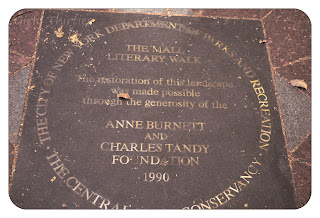 THE CITY OF NEW YORK DEPARTMENT of PARKS AND RECREATION
THE MALL
LITERARY WALK
The restoration of this landscape
was made possible
through the generosity of the
ANNE BURNETT
AND
CHARLES TANDY
FOUNDATION
1990
THE CENTRAL CONSERVANCY